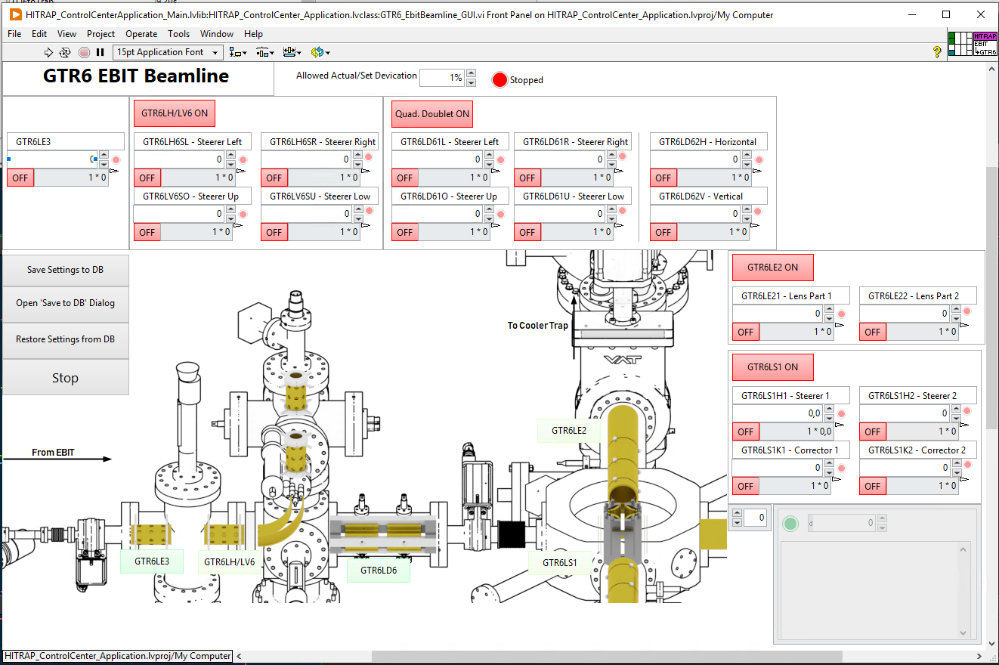 HITRAP_ControlCenterApplication_Main.lvlib:HITRAP_ControlCenter_Application.lvclass:GTR6_EbitBeamline_GUI.vi Front Panel on HITRAP_ControlCenter_Application.lvproj/My Computer
File Edit View Project Operate Tools Window Help
15pt Application Font
?
HITRAP
EBIT
GTR6
GTR6 EBIT Beamline
Allowed Actual/Set Devication 1% Stopped
GTR6LH/LV6 ON Quad. Doublet ON
GTR6LE3 GTR6LH6SL - Steerer Left GTR6LH6SR - Steerer Right GTR6LD61L - Steerer Left GTR6LD61R - Steerer Right GTR6LD62H - Horizontal
0 0 0 0 0
OFF 1 * 0 OFF 1 * 0 OFF 1 * 0 OFF 1 * 0 OFF 1 * 0 OFF 1 * 0
GTR6LV6SO - Steerer Up GTR6LV6SU - Steerer Low GTR6LD61O - Steerer Up GTR6LD61U - Steerer Low GTR6LD62V - Vertical
0 0 0 0 0
OFF 1 * 0 OFF 1 * 0 OFF 1 * 0 OFF 1 * 0 OFF 1 * 0
Save Settings to DB
Open 'Save to DB' Dialog
Restore Settings from DB
Stop
To Cooler Trap
VAT
From EBIT
GTR6LE2
GTR6LE3
GTR6LH/LV6
GTR6LD6
GTR6LS1
GTR6LE2 ON
GTR6LE21 - Lens Part 1 GTR6LE22 - Lens Part 2
0 0
OFF 1 * 0 OFF 1 * 0
GTR6LS1 ON
GTR6LS1H1 - Steerer 1 GTR6LS1H2 - Steerer 2
0,0 0
OFF 1 * 0,0 OFF 1 * 0
GTR6LS1K1 - Corrector 1 GTR6LS1K2 - Corrector 2
0 0
OFF 1 * 0 OFF 1 * 0
0 d 0
HITRAP_ControlCenter_Application.lvproj/My Computer